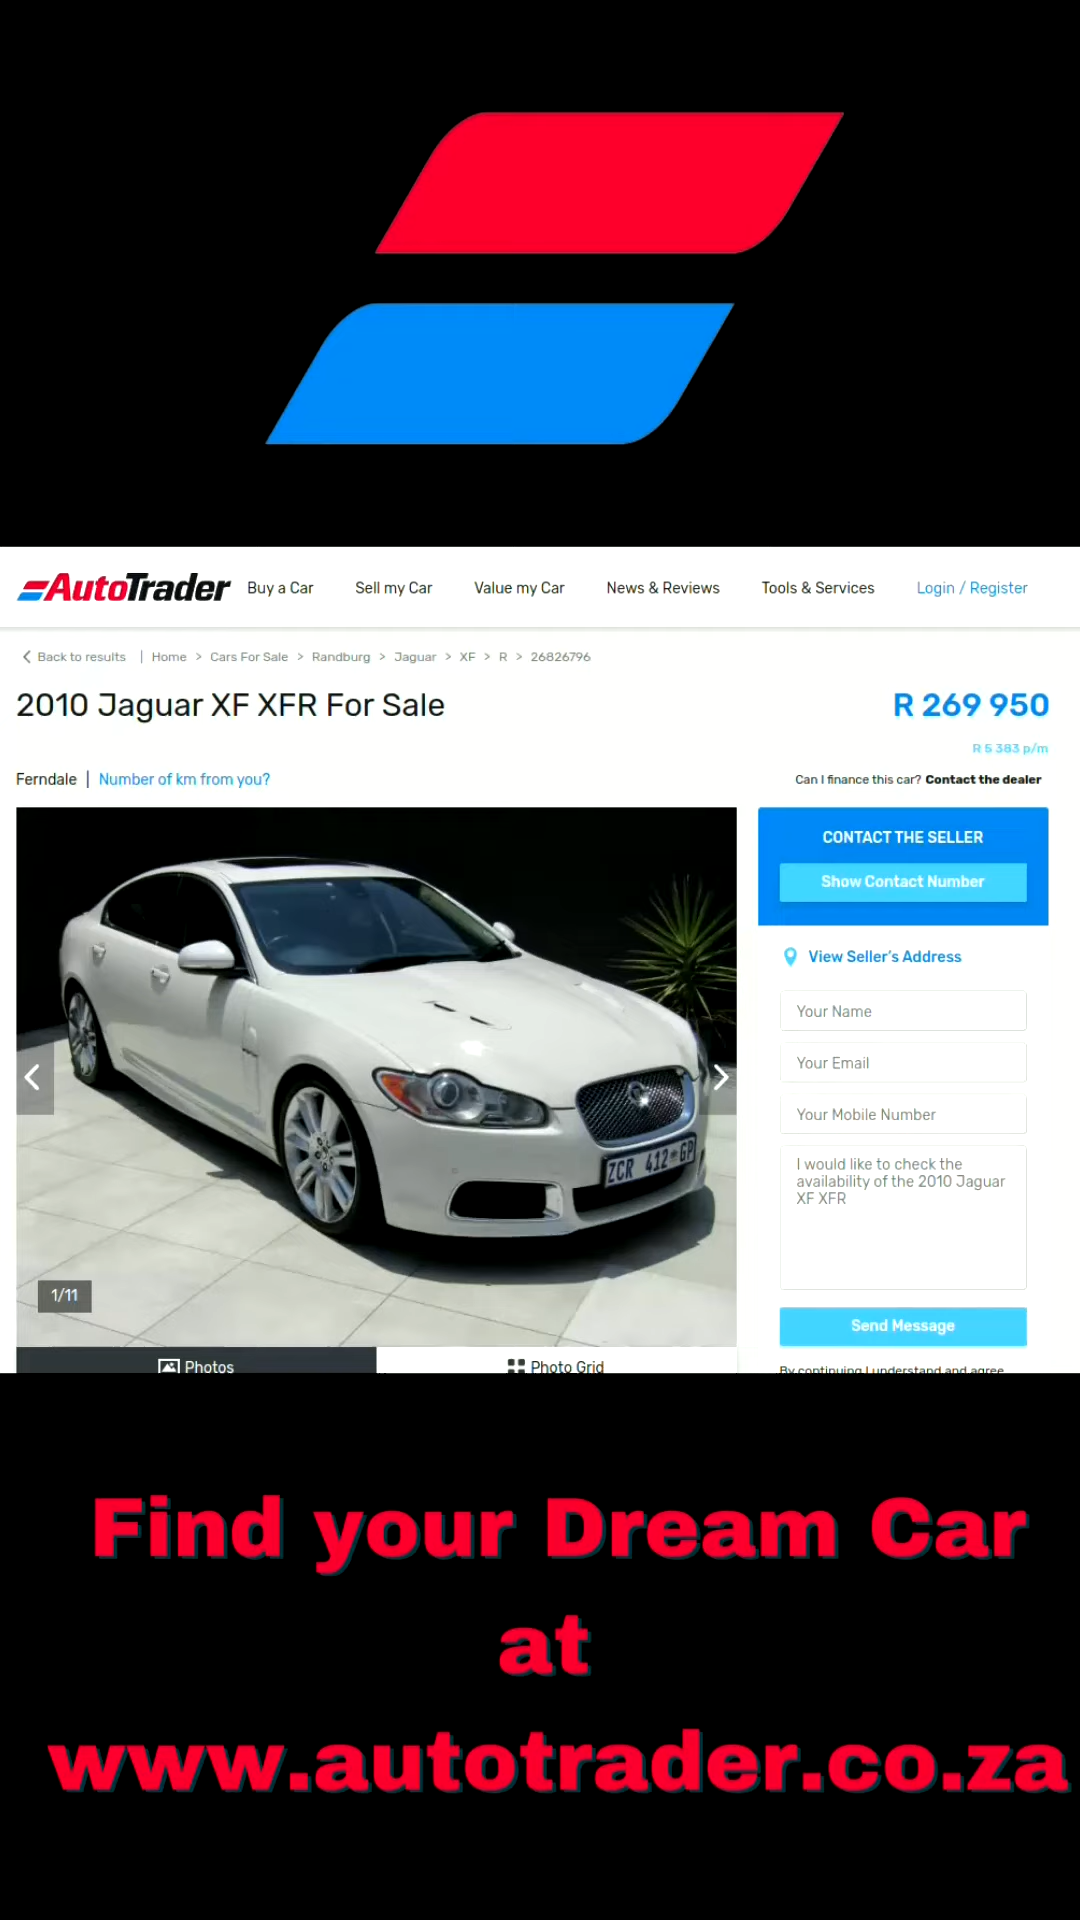 AutoTrader Buy a Car Sell my Car Value my Car News & Reviews Tools & Services Login / Register
Back to results | Home > Cars For Sale > Randburg > Jaguar > XF > R > 26826796
2010 Jaguar XF XFR For Sale R 269 950
R 5 383 p/m
Ferndale | Number of km from you? Can I finance this car? Contact the dealer
CONTACT THE SELLER
Show Contact Number
View Seller's Address
Your Name
Your Email
Your Mobile Number
I would like to check the
availability of the 2010 Jaguar
XF XFR
ZCR 412 GP
1/11
Send Message
Photos Photo Grid
By continuing I understand and agree
Find your Dream Car
at
www.autotrader.co.za